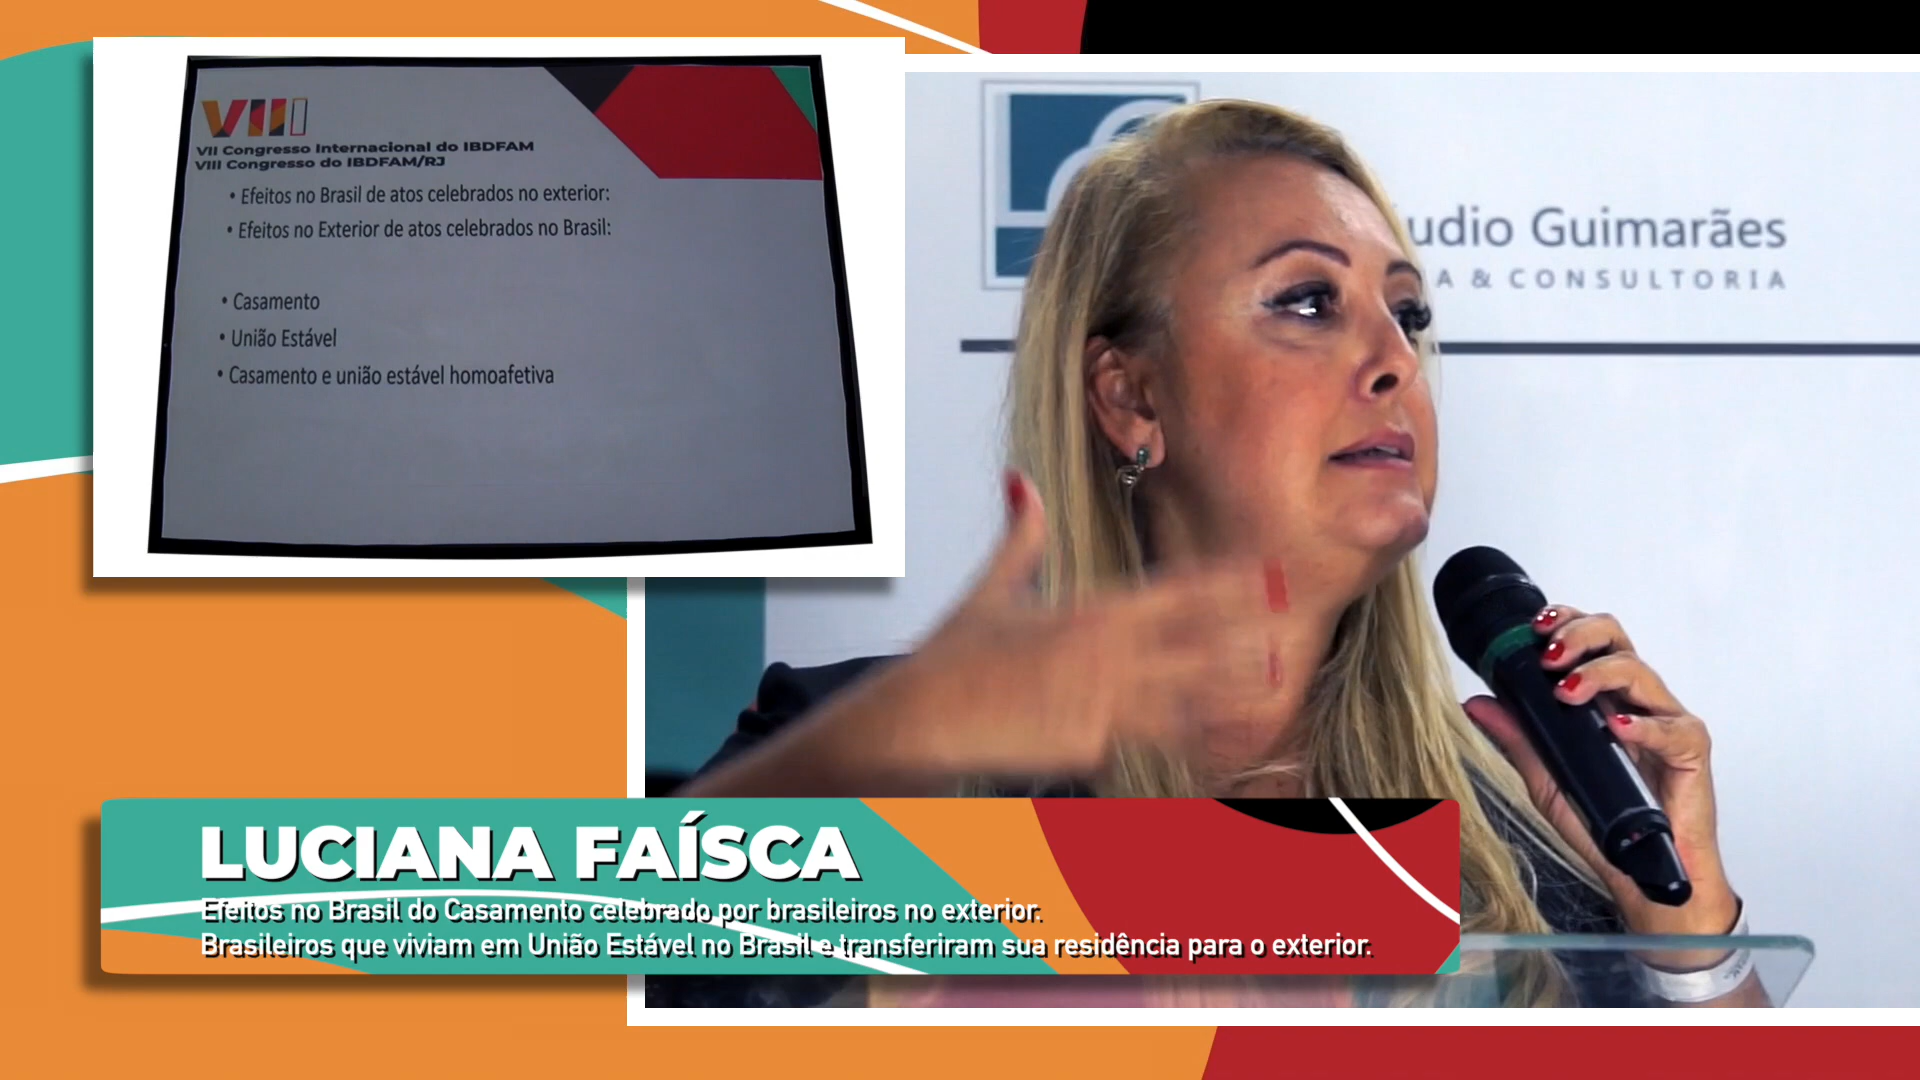 VIII
VII Congresso Internacional do IBDFAM
VIII Congresso do IBDFAM/RJ
• Efeitos no Brasil de atos celebrados no exterior:
• Efeitos no Exterior de atos celebrados no Brasil:
• Casamento
• União Estável
• Casamento e união estável homoafetiva
udio Guimarães
A & CONSULTORIA
LUCIANA FAÍSCA
Efeitos no Brasil do Casamento celebrado por brasileiros no exterior.
Brasileiros que viviam em União Estável no Brasil e transferiram sua residência para o exterior.